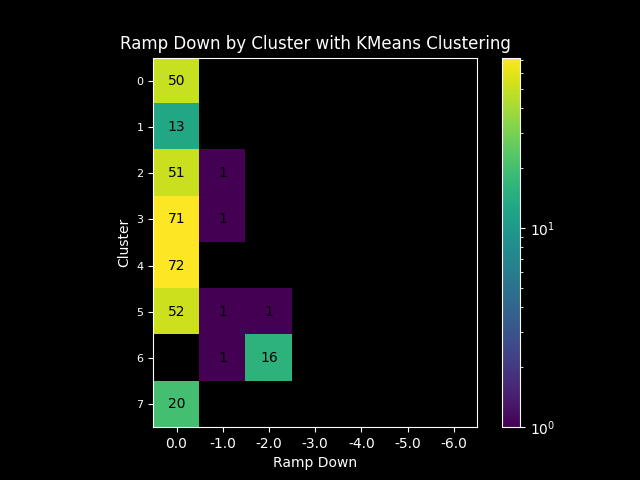 Ramp Down by Cluster with KMeans Clustering
0 50
1 13
2 51 1
3 71 1
4 72
5 52 1 1
6 1 16
7 20
Cluster
0.0 -1.0 -2.0 -3.0 -4.0 -5.0 -6.0
Ramp Down
10¹
10⁰